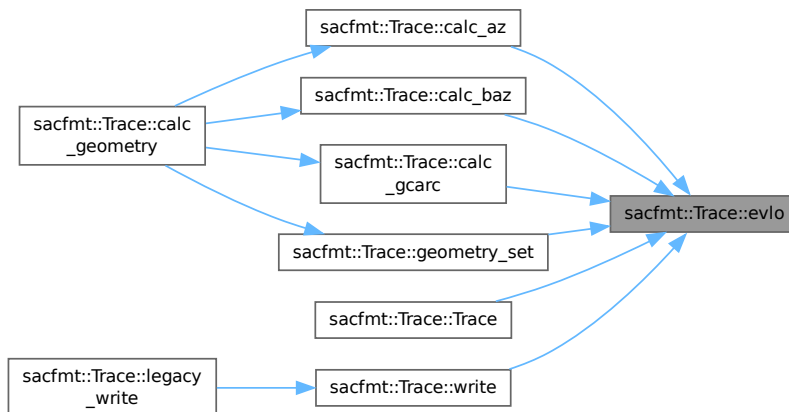 sacfmt::Trace::calc_az
sacfmt::Trace::calc_baz
sacfmt::Trace::calc
_geometry
sacfmt::Trace::calc
_gcarc
sacfmt::Trace::evlo
sacfmt::Trace::geometry_set
sacfmt::Trace::Trace
sacfmt::Trace::legacy
_write
sacfmt::Trace::write